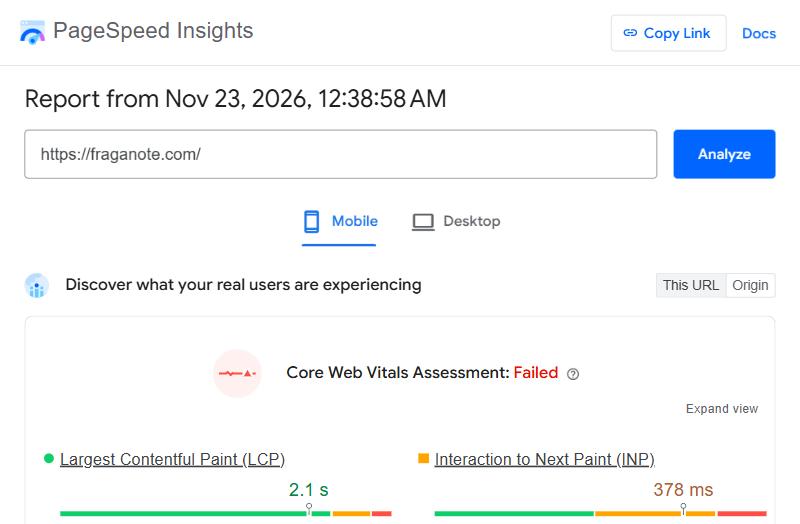 PageSpeed Insights
Copy Link
Docs
Report from Nov 23, 2026, 12:38:58 AM
https://fraganote.com/
Analyze
Mobile
Desktop
Discover what your real users are experiencing
This URL
Origin
Core Web Vitals Assessment: Failed
Expand view
Largest Contentful Paint (LCP)
Interaction to Next Paint (INP)
2.1 s
378 ms